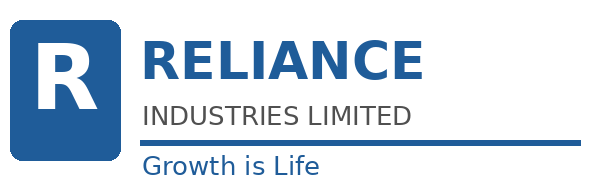 R
RELIANCE
INDUSTRIES LIMITED
Growth is Life